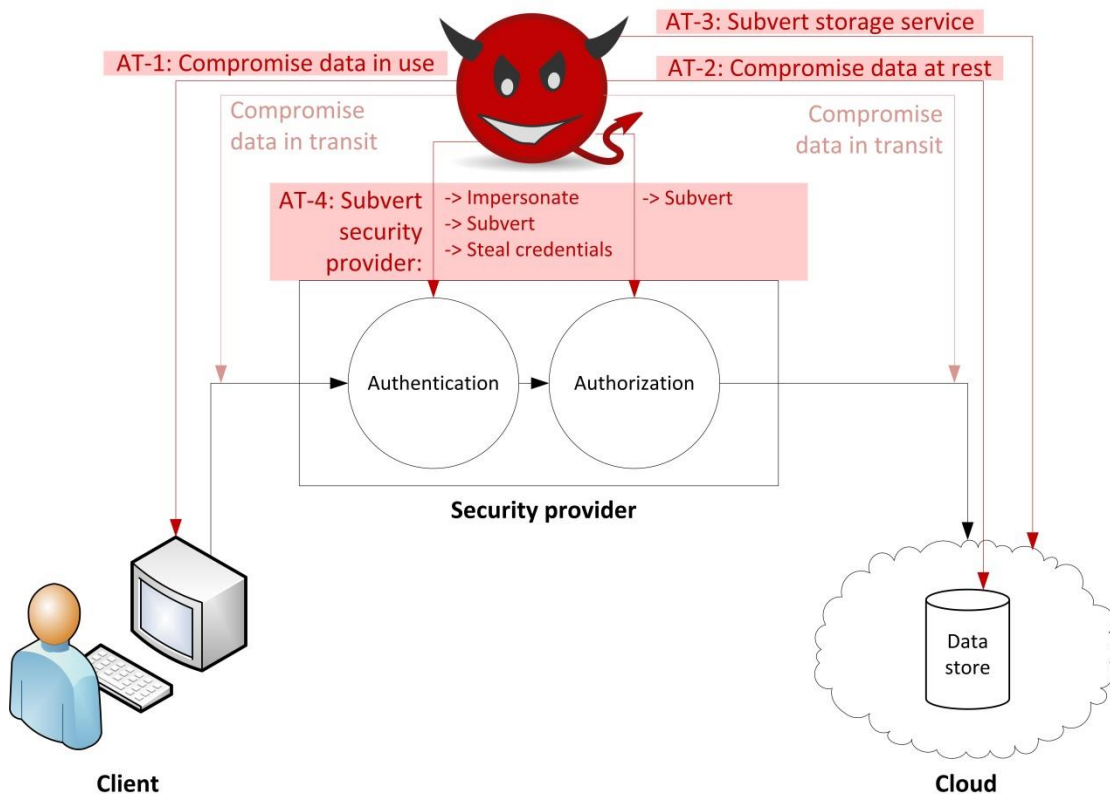 AT-3: Subvert storage service
AT-1: Compromise data in use
AT-2: Compromise data at rest
Compromise
data in transit
Compromise
data in transit
AT-4: Subvert
security
provider:
-> Impersonate
-> Subvert
-> Steal credentials
-> Subvert
Authentication
Authorization
Security provider
Data
store
Client
Cloud